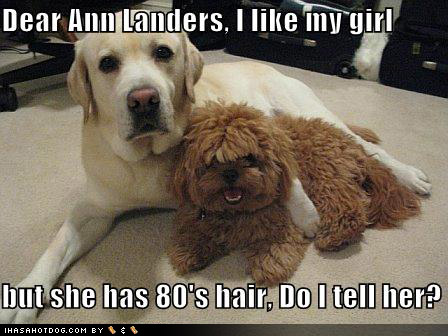 Dear Ann Landers, I like my girl
but she has 80's hair, Do I tell her?
IHASAHOTDOG.COM BY &